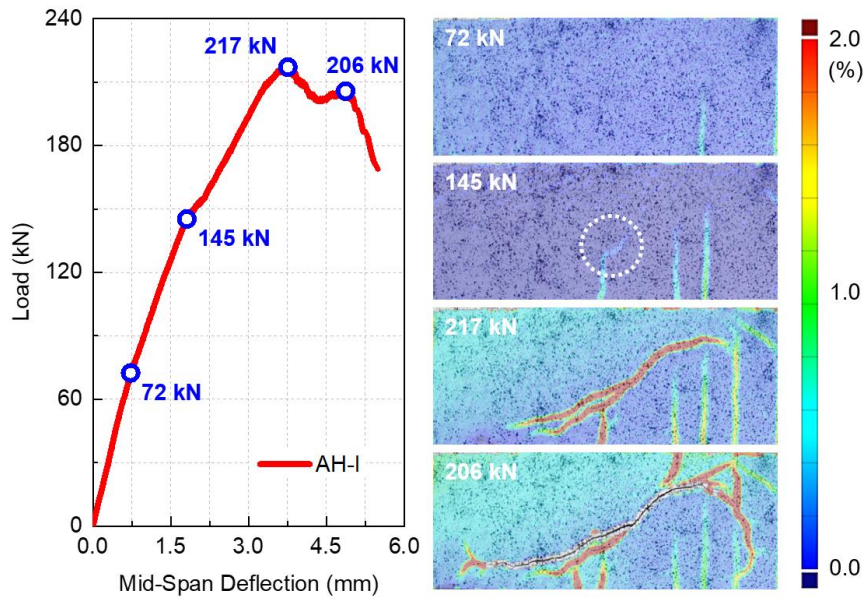 240
180
120
60
0
0.0
1.5
3.0
4.5
6.0
Load (kN)
Mid-Span Deflection (mm)
217 kN
206 kN
145 kN
72 kN
AH-I
72 kN
145 kN
217 kN
206 kN
2.0
(%)
1.0
0.0